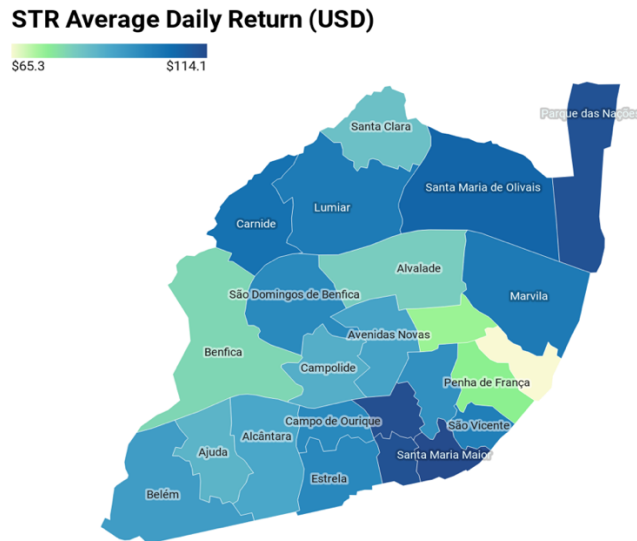 STR Average Daily Return (USD)
$65.3 $114.1
Parque das Nações
Santa Clara
Santa Maria de Olivais
Lumiar
Carnide
Alvalade
São Domingos de Benfica
Marvila
Avenidas Novas
Benfica
Campolide
Penha de França
Campo de Ourique
São Vicente
Alcântara
Ajuda
Santa Maria Maior
Estrela
Belém